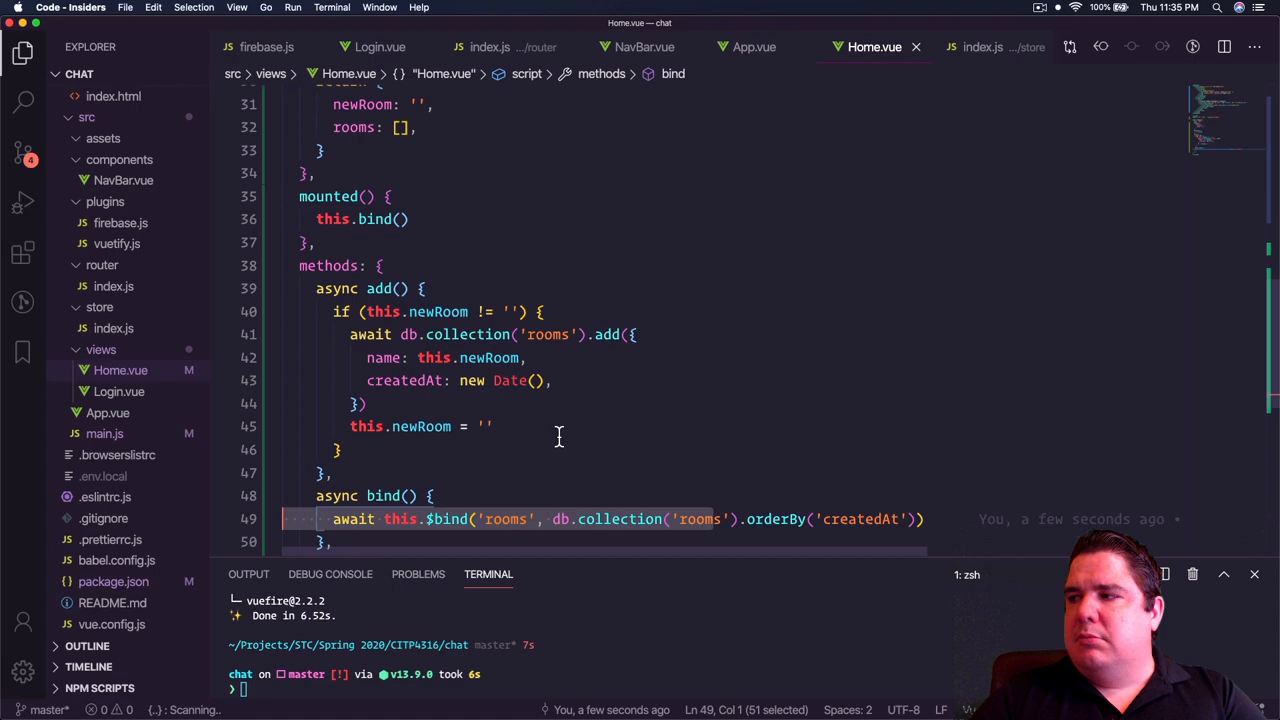 Code - Insiders File Edit Selection View Go Run Terminal Window Help 100% Thu 11:35 PM
Home.vue — chat
EXPLORER
CHAT
index.html
src
assets
components
NavBar.vue
plugins
JS firebase.js
JS vuetify.js
router
JS index.js
store
JS index.js
views
Home.vue M
Login.vue
App.vue
JS main.js M
.browserslistrc
.env.local
.eslintrc.js
.gitignore
.prettierrc.js
babel.config.js
package.json M
README.md
vue.config.js
OUTLINE
TIMELINE
NPM SCRIPTS
4
JS firebase.js Login.vue JS index.js .../router NavBar.vue App.vue Home.vue JS index.js .../store
src > views > Home.vue > {} "Home.vue" > script > methods > bind
31 newRoom: '',
32 rooms: [],
33 }
34 },
35 mounted() {
36 this.bind()
37 },
38 methods: {
39 async add() {
40 if (this.newRoom != '') {
41 await db.collection('rooms').add({
42 name: this.newRoom,
43 createdAt: new Date(),
44 })
45 this.newRoom = ''
46 }
47 },
48 async bind() {
49 await this.$bind('rooms', db.collection('rooms').orderBy('createdAt')) You, a few seconds ago •
50 },
OUTPUT DEBUG CONSOLE PROBLEMS TERMINAL 1: zsh
└─ vuefire@2.2.2
✨ Done in 6.52s.
~/Projects/STC/Spring 2020/CITP4316/chat master* 7s
chat on master [!] via v13.9.0 took 6s
❯
master* 0 0 {..} : Scanning.. You, a few seconds ago Ln 49, Col 1 (51 selected) Spaces: 2 UTF-8 LF